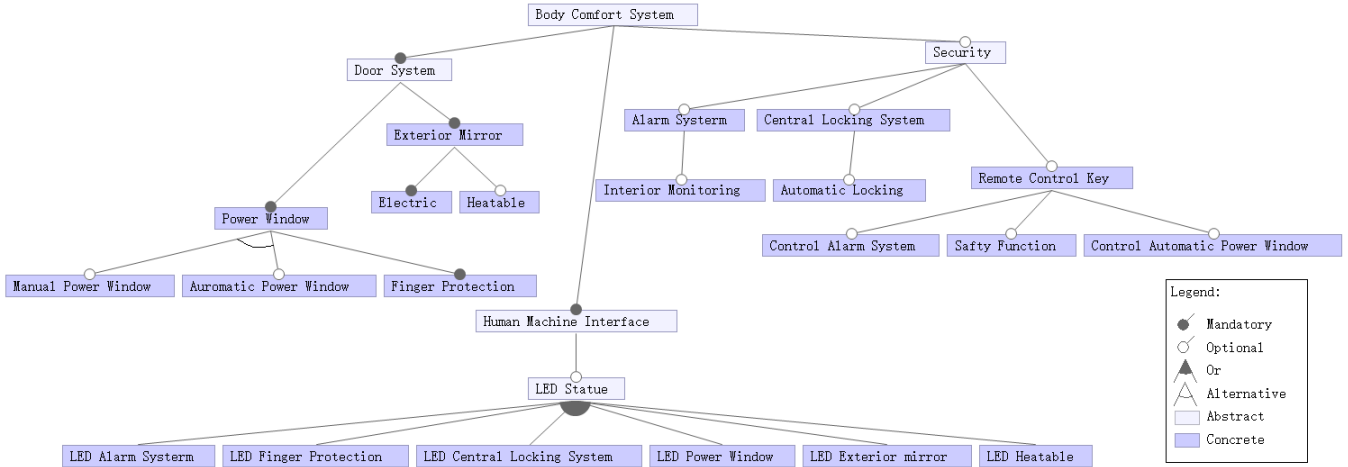 Body Comfort System
Security
Door System
Alarm Systerm
Central Locking System
Exterior Mirror
Remote Control Key
Interior Monitoring
Automatic Locking
Electric
Heatable
Power Window
Control Alarm System
Safty Function
Control Automatic Power Window
Manual Power Window
Auromatic Power Window
Finger Protection
Human Machine Interface
LED Statue
LED Alarm Systerm
LED Finger Protection
LED Central Locking System
LED Power Window
LED Exterior mirror
LED Heatable
Legend:
Mandatory
Optional
Or
Alternative
Abstract
Concrete